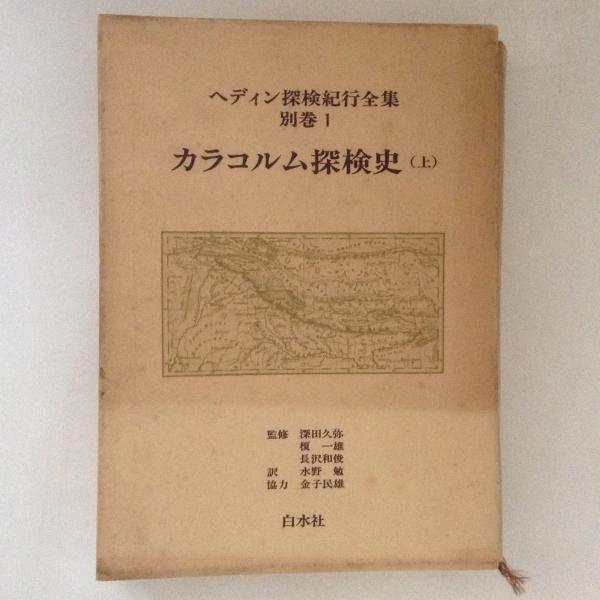 ヘディン探検紀行全集
別巻1
カラコルム探検史(上)
監修 深田久弥
榎 一雄
長沢和俊
訳 水野 勉
協力 金子民雄
白水社